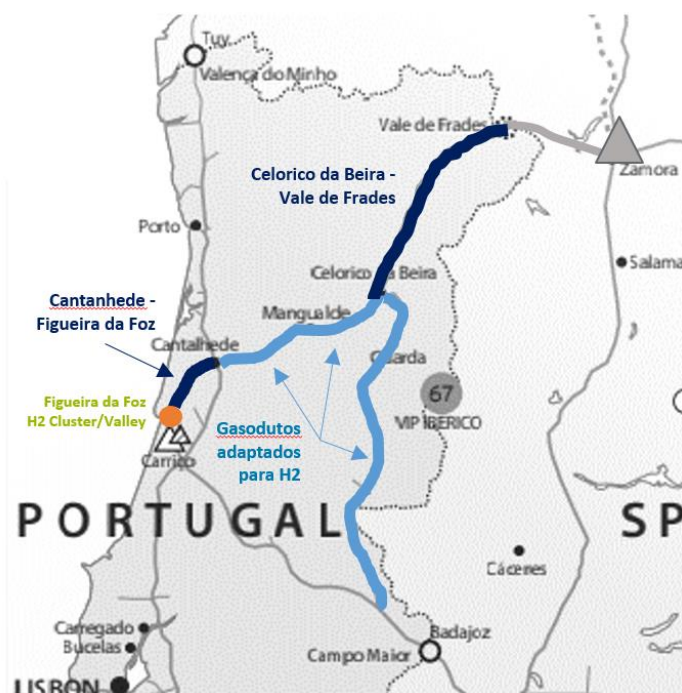 Tuy
Valença do Minho
Vale de Frades
Zamora
Celorico da Beira -
Vale de Frades
Porto
Salama
Celorico da Beira
Cantanhede -
Figueira da Foz
Mangualde
Cantalhede
Guarda
67
VIP IBERICO
Figueira da Foz
H2 Cluster/Valley
Gasodutos
adaptados
para H2
Carriço
PORTUGAL
SP
Cáceres
Carregado
Bucelas
Badajoz
Campo Maior
LISBON